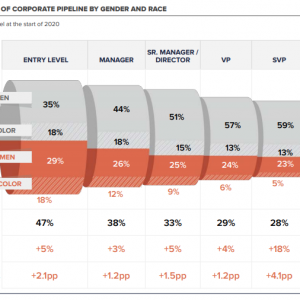 OF CORPORATE PIPELINE BY GENDER AND RACE
el at the start of 2020
ENTRY LEVEL MANAGER SR. MANAGER / DIRECTOR VP SVP
EN 35% 44% 51% 57% 59%
OLOR 18% 18% 15% 13% 13%
MEN 29% 26% 25% 24% 23%
COLOR 18% 12% 9% 6% 5%
47% 38% 33% 29% 28%
+5% +3% +5% +4% +18%
+2.1pp +1.2pp +1.5pp +1.2pp +4.1pp